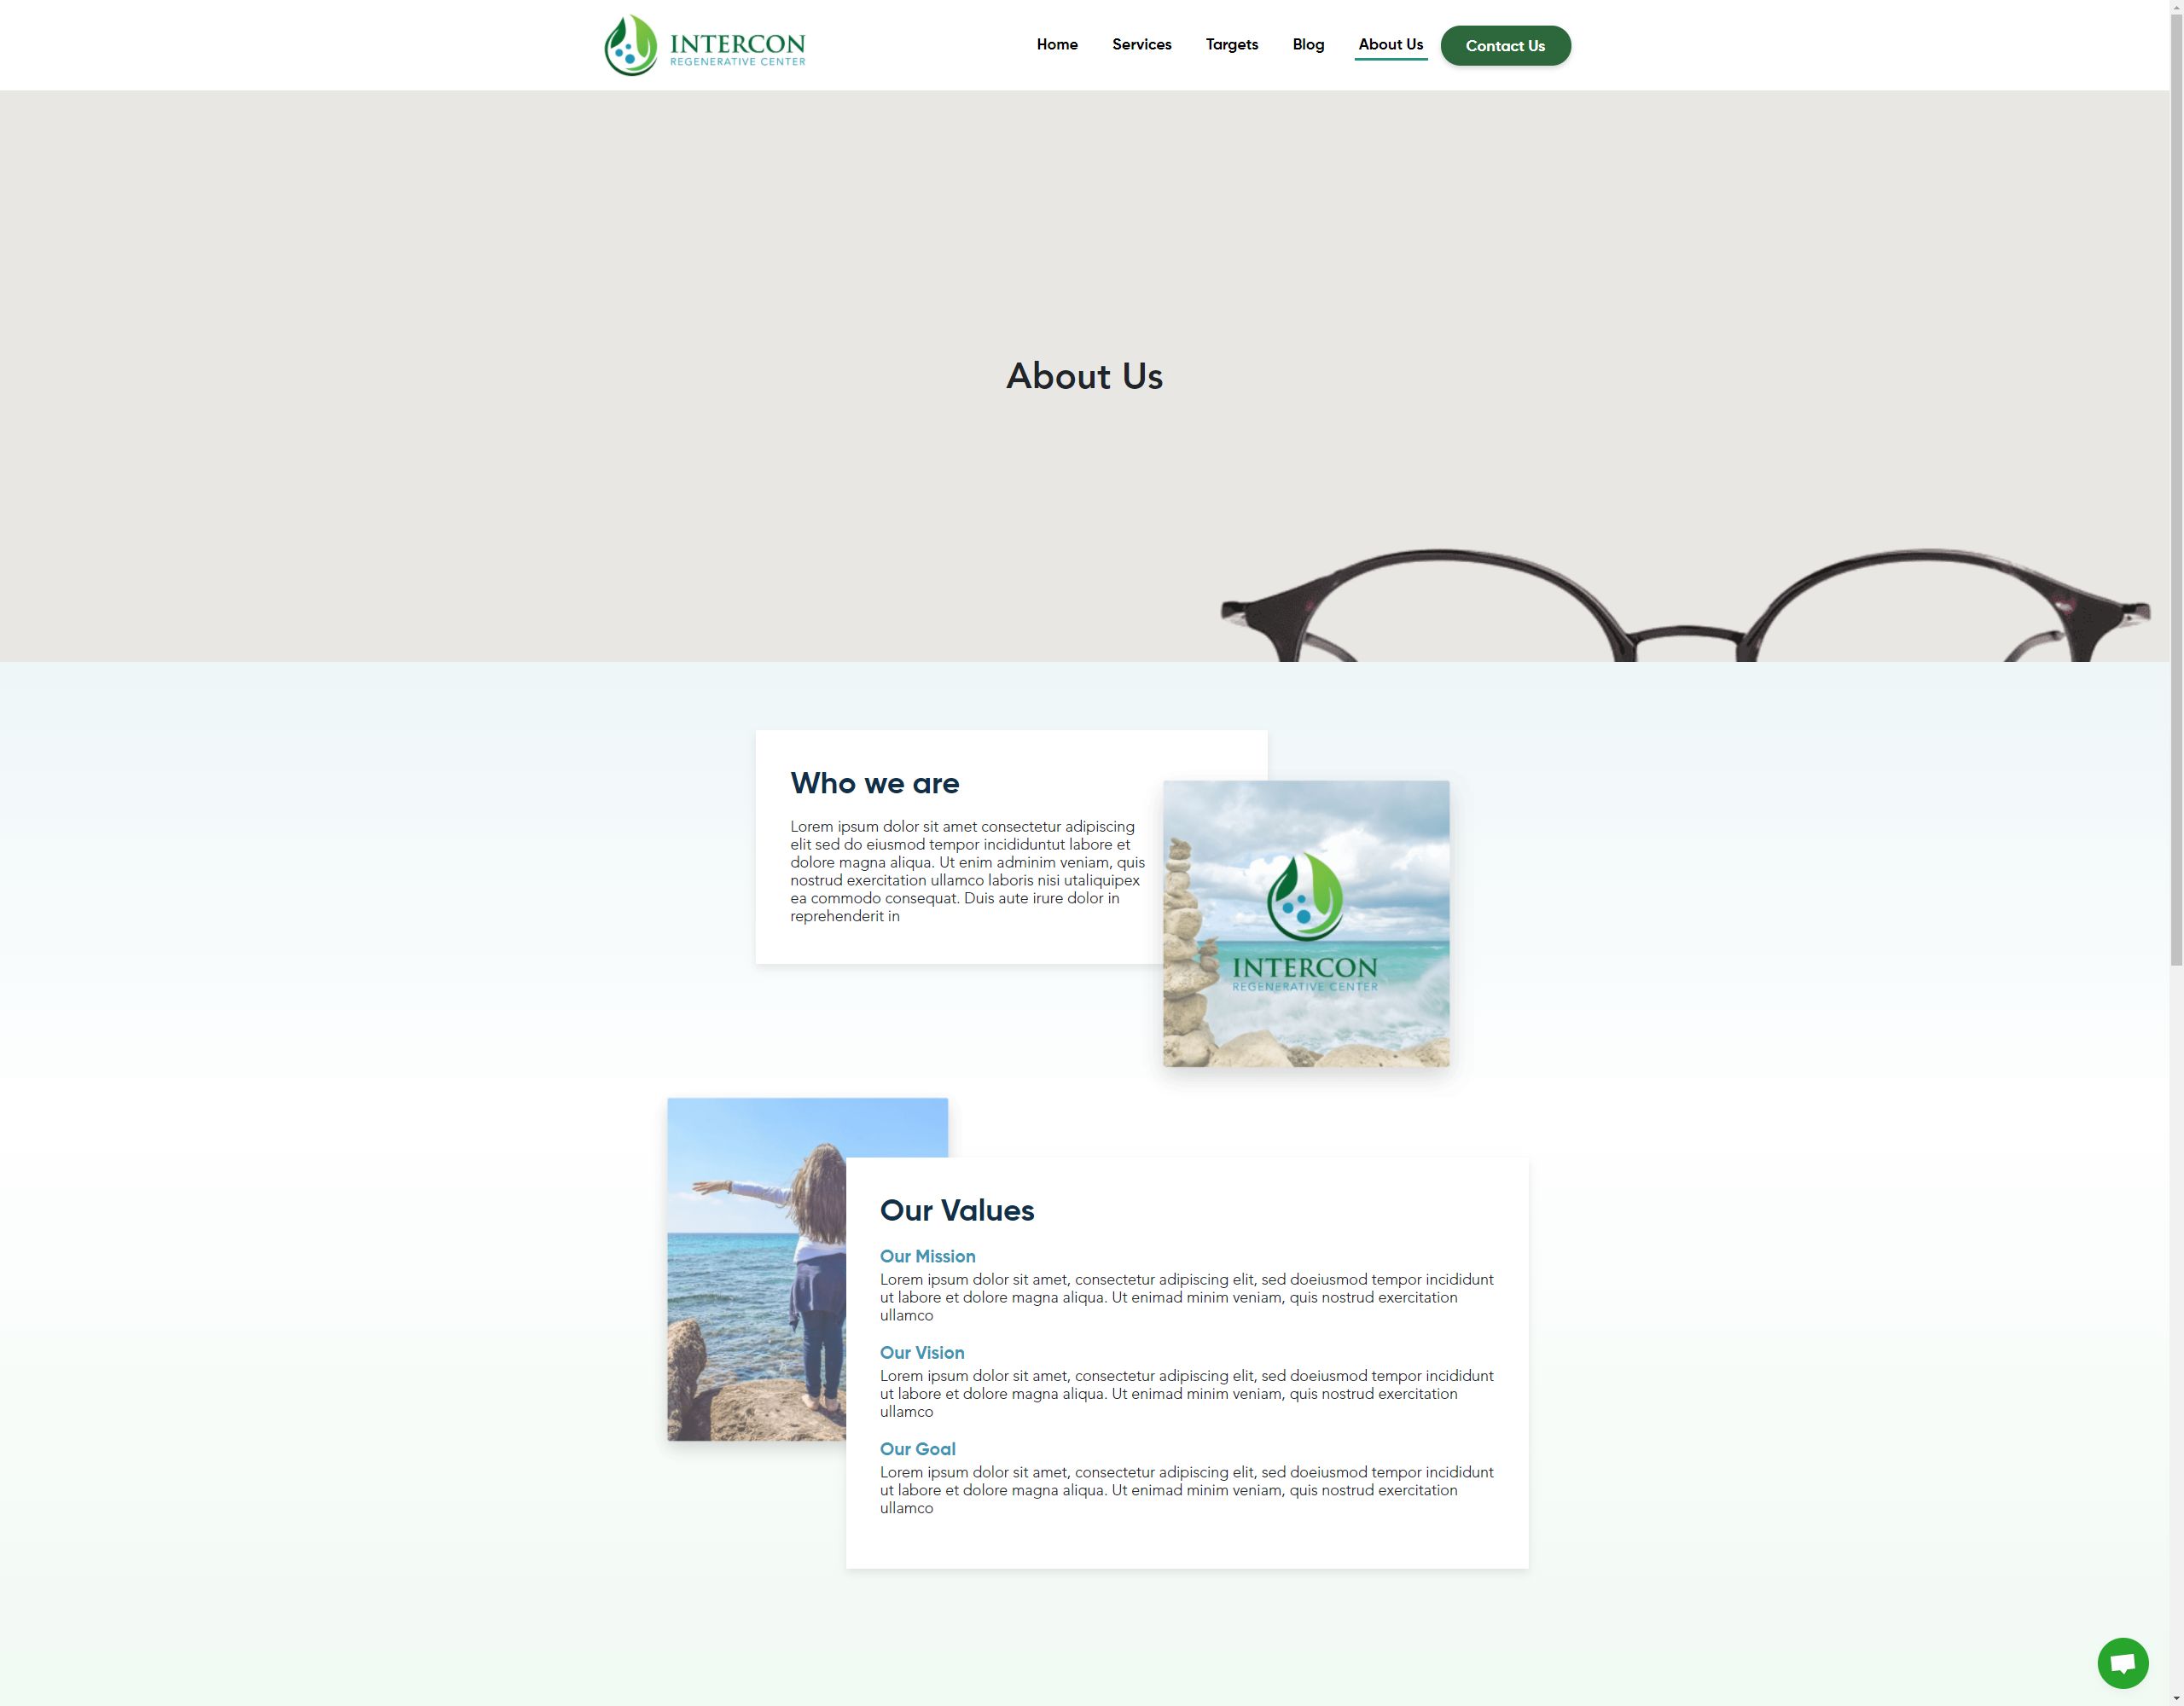 INTERCON
REGENERATIVE CENTER
Home
Services
Targets
Blog
About Us
Contact Us
About Us
Who we are
Lorem ipsum dolor sit amet consectetur adipiscing
elit sed do eiusmod tempor incididuntut labore et
dolore magna aliqua. Ut enim adminim veniam, quis
nostrud exercitation ullamco laboris nisi utaliquipex
ea commodo consequat. Duis aute irure dolor in
reprehenderit in
INTERCON
REGENERATIVE CENTER
Our Values
Our Mission
Lorem ipsum dolor sit amet, consectetur adipiscing elit, sed doeiusmod tempor incididunt
ut labore et dolore magna aliqua. Ut enimad minim veniam, quis nostrud exercitation
ullamco
Our Vision
Lorem ipsum dolor sit amet, consectetur adipiscing elit, sed doeiusmod tempor incididunt
ut labore et dolore magna aliqua. Ut enimad minim veniam, quis nostrud exercitation
ullamco
Our Goal
Lorem ipsum dolor sit amet, consectetur adipiscing elit, sed doeiusmod tempor incididunt
ut labore et dolore magna aliqua. Ut enimad minim veniam, quis nostrud exercitation
ullamco